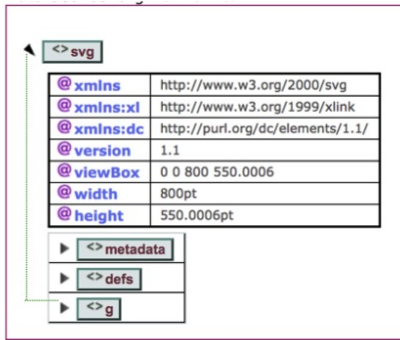 <> svg
@ xmlns http://www.w3.org/2000/svg
@ xmlns:xl http://www.w3.org/1999/xlink
@ xmlns:dc http://purl.org/dc/elements/1.1/
@ version 1.1
@ viewBox 0 0 800 550.0006
@ width 800pt
@ height 550.0006pt
<> metadata
<> defs
<> g